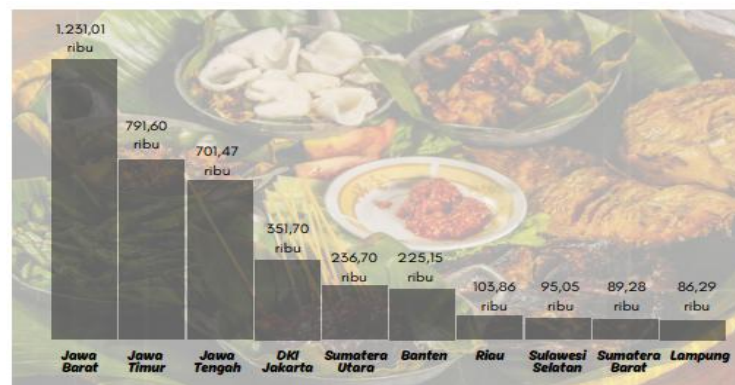 1.231,01
ribu
791,60
ribu
701,47
ribu
351,70
ribu
236,70
ribu
225,15
ribu
103,86
ribu
95,05
ribu
89,28
ribu
86,29
ribu
Jawa
Barat
Jawa
Timur
Jawa
Tengah
DKI
Jakarta
Sumatera
Utara
Banten
Riau
Sulawesi
Selatan
Sumatera
Barat
Lampung